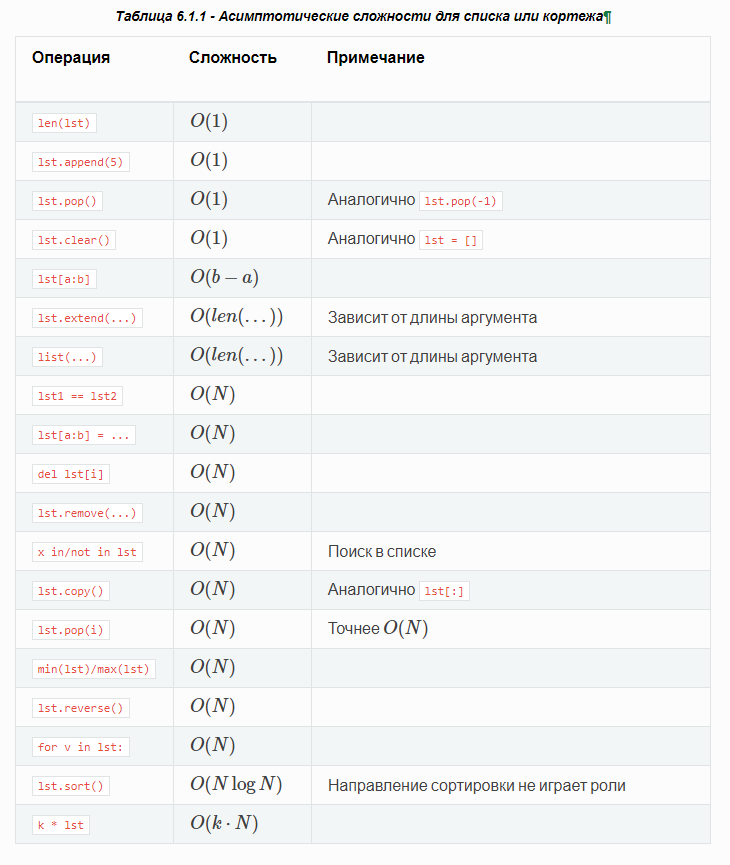 Таблица 6.1.1 - Асимптотические сложности для списка или кортежа¶
Операция Сложность Примечание
len(lst) O(1)
lst.append(5) O(1)
lst.pop() O(1) Аналогично lst.pop(-1)
lst.clear() O(1) Аналогично lst = []
lst[a:b] O(b − a)
lst.extend(...) O(len(...)) Зависит от длины аргумента
list(...) O(len(...)) Зависит от длины аргумента
lst1 == lst2 O(N)
lst[a:b] = ... O(N)
del lst[i] O(N)
lst.remove(...) O(N)
x in/not in lst O(N) Поиск в списке
lst.copy() O(N) Аналогично lst[:]
lst.pop(i) O(N) Точнее O(N)
min(lst)/max(lst) O(N)
lst.reverse() O(N)
for v in lst: O(N)
lst.sort() O(N log N) Направление сортировки не играет роли
k * lst O(k · N)